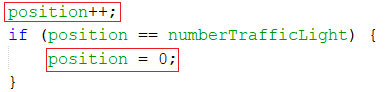 position++;
if (position == numberTrafficLight) {
position = 0;
}